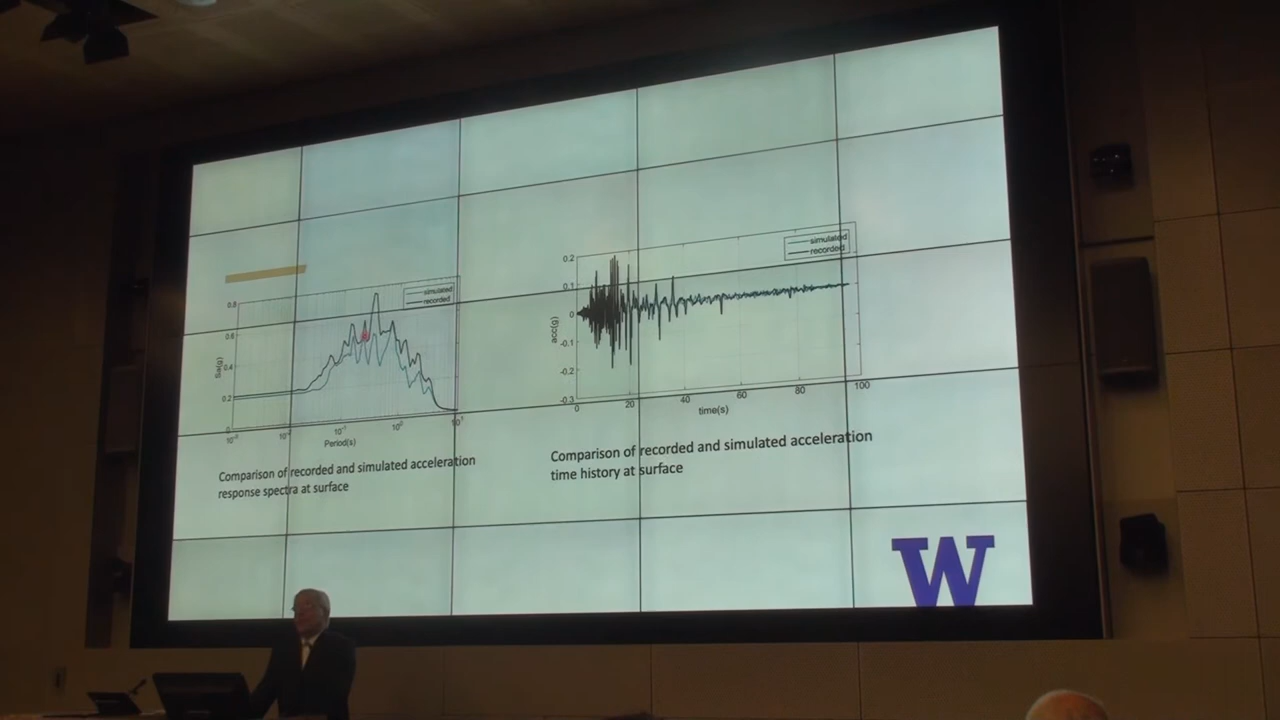 simulated
recorded
0.8
0.6
0.4
0.2
0
Sa(g)
Period(s)
Comparison of recorded and simulated acceleration
response spectra at surface
simulated
recorded
0.2
0.1
0
-0.1
-0.2
-0.3
acc(g)
0 20 40 60 80 100
time(s)
Comparison of recorded and simulated acceleration
time history at surface
W